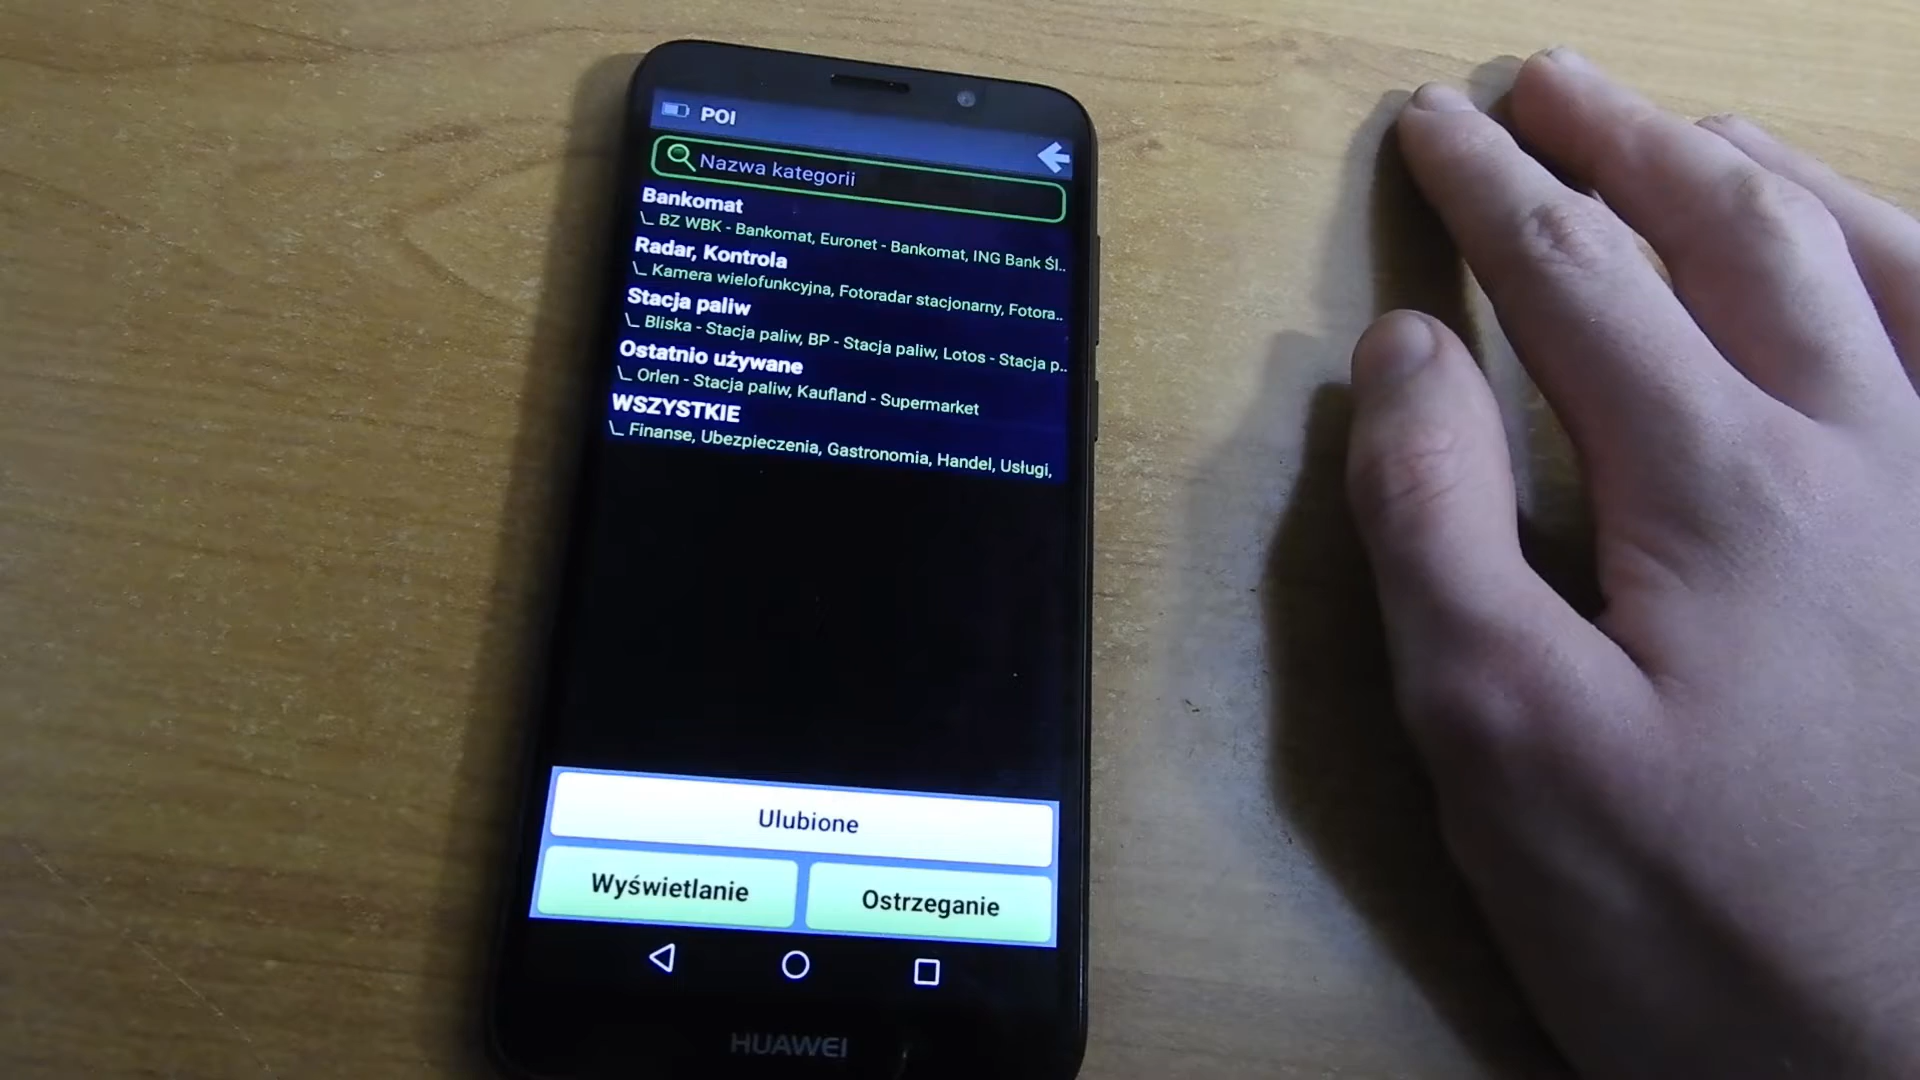 POI
Nazwa kategorii
Bankomat
BZ WBK - Bankomat, Euronet - Bankomat, ING Bank Śl..
Radar, Kontrola
Kamera wielofunkcyjna, Fotoradar stacjonarny, Fotora..
Stacja paliw
Bliska - Stacja paliw, BP - Stacja paliw, Lotos - Stacja p..
Ostatnio używane
Orlen - Stacja paliw, Kaufland - Supermarket
WSZYSTKIE
Finanse, Ubezpieczenia, Gastronomia, Handel, Usługi,
Ulubione
Wyświetlanie
Ostrzeganie
HUAWEI